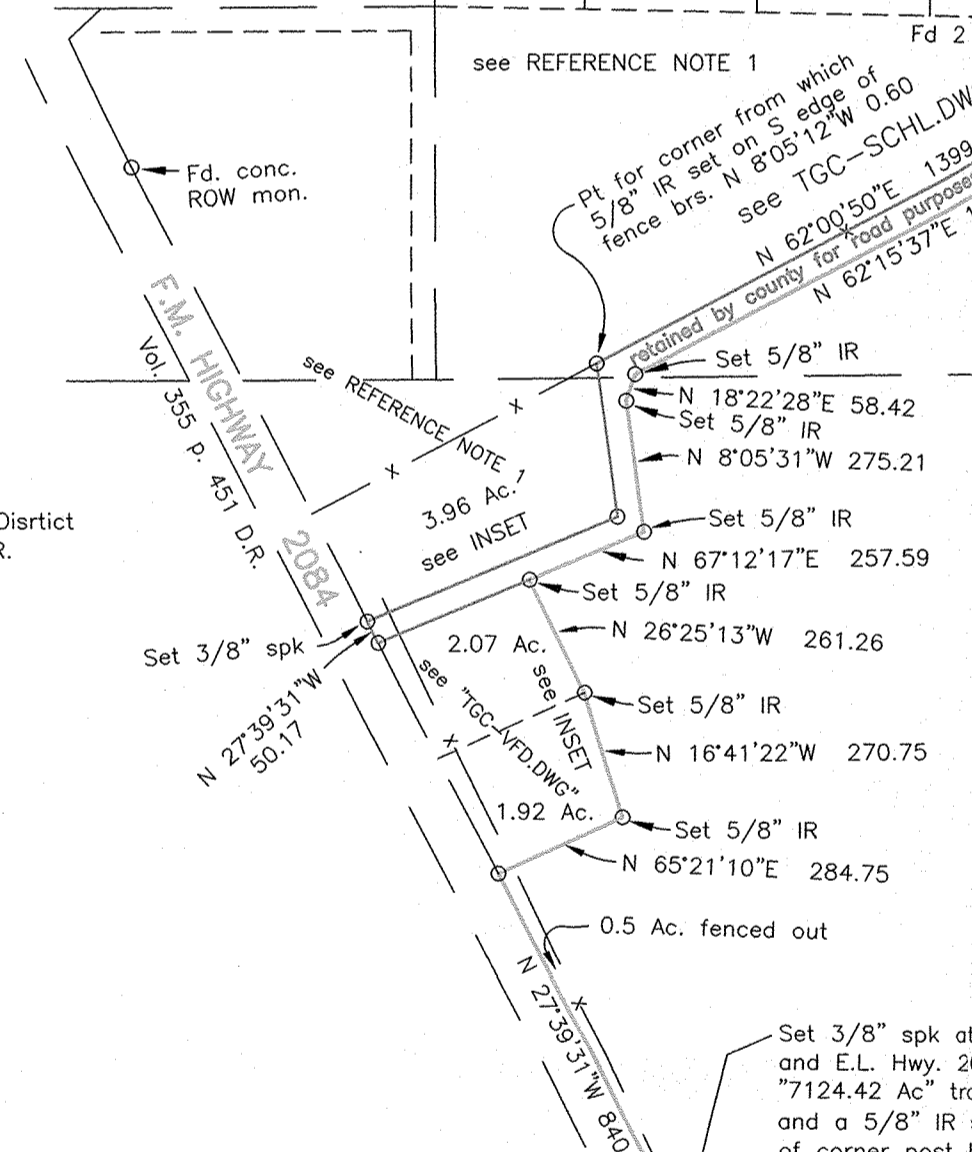 Fd 2
see REFERENCE NOTE 1
Pt for corner from which
5/8" IR set on S edge of
fence brs. N 8°05'12"W 0.60
see TGC-SCHL.DW
Fd. conc.
ROW mon.
N 62°00'50"E 1399
retained by county for road purposes
N 62°15'37"E 1
F.M. HIGHWAY
2084
Vol. 355 p. 451 D.R.
see REFERENCE NOTE 1
Set 5/8" IR
N 18°22'28"E 58.42
Set 5/8" IR
N 8°05'31"W 275.21
3.96 Ac.
see INSET
Disrtict
R.
Set 5/8" IR
N 67°12'17"E 257.59
Set 5/8" IR
Set 3/8" spk
2.07 Ac.
N 26°25'13"W 261.26
see "TGC-VFD.DWG"
see INSET
N 27°39'31"W
50.17
Set 5/8" IR
N 16°41'22"W 270.75
1.92 Ac.
Set 5/8" IR
N 65°21'10"E 284.75
0.5 Ac. fenced out
N 27°39'31"W 840
Set 3/8" spk at
and E.L. Hwy. 20
"7124.42 Ac" tra
and a 5/8" IR s
of corner post b